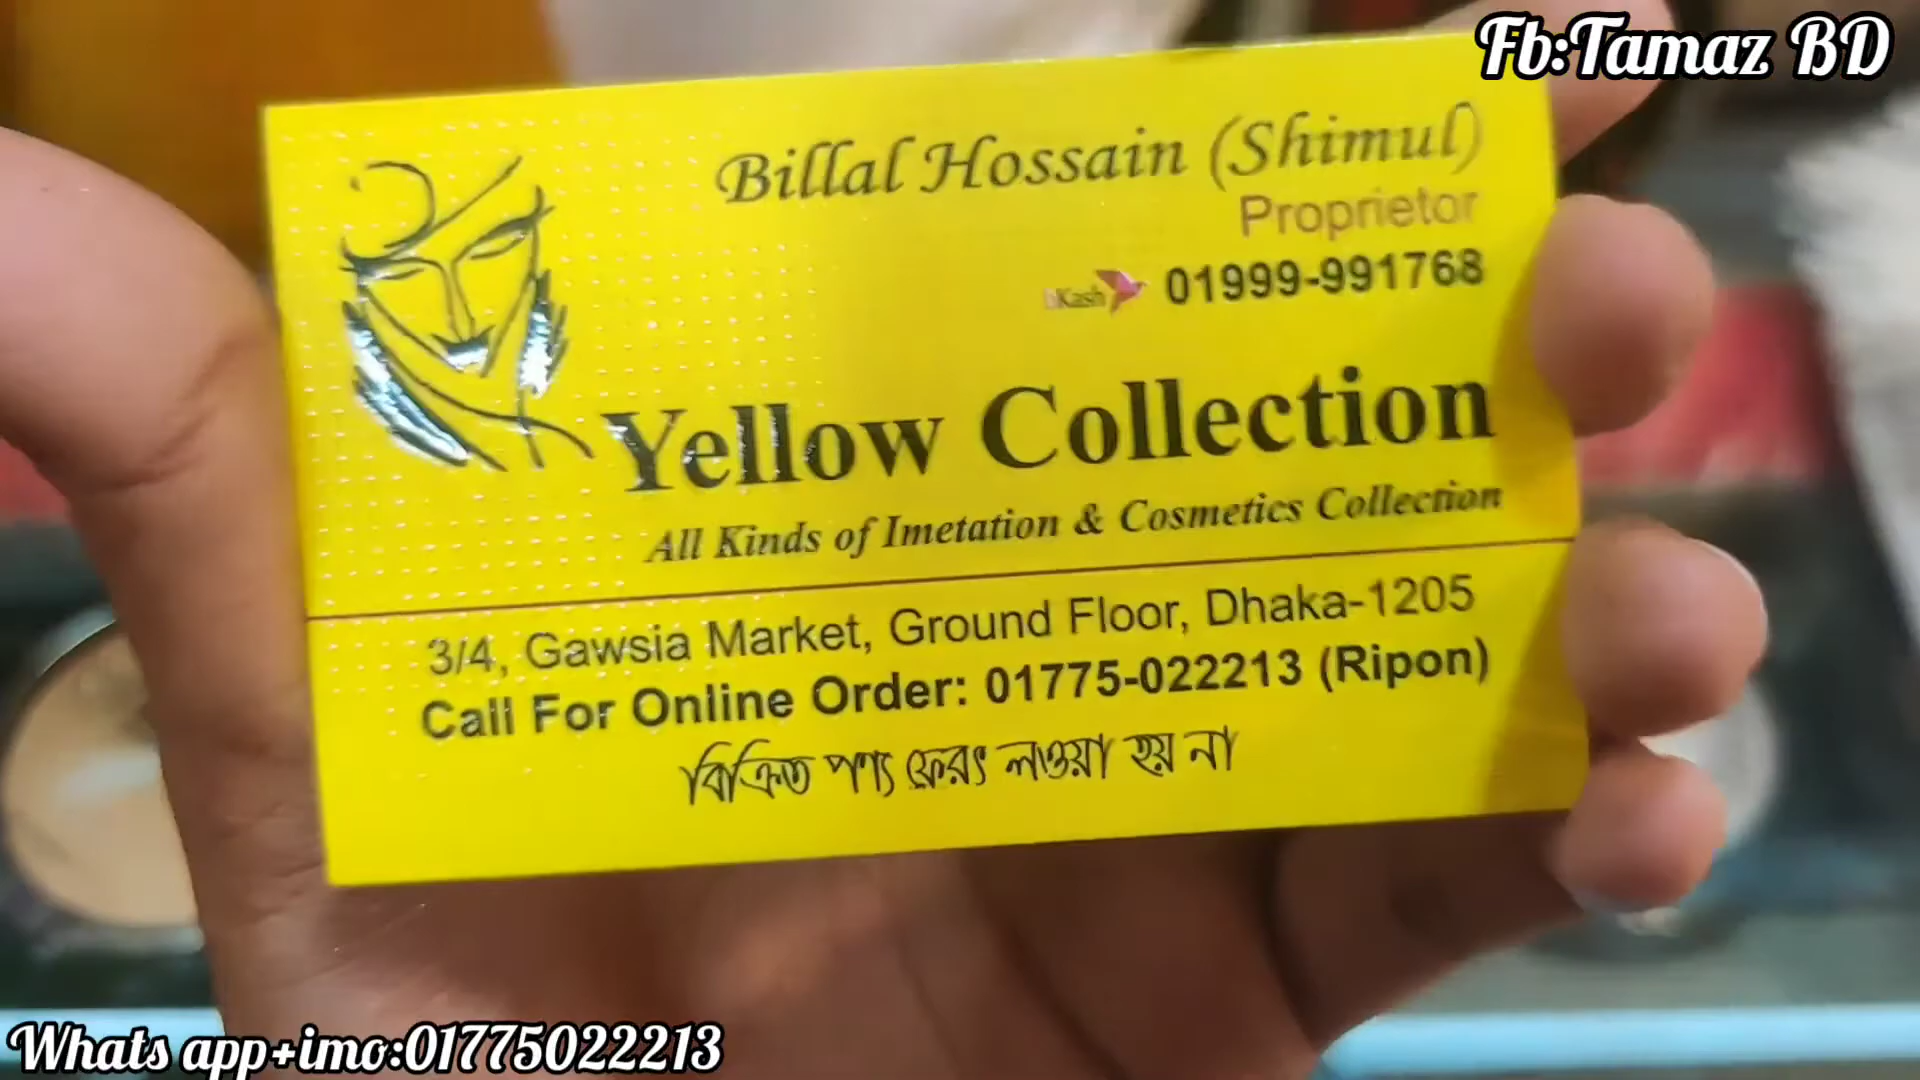 Fb:Tamaz BD
Billal Hossain (Shimul)
Proprietor
bKash 01999-991768
Yellow Collection
All Kinds of Imetation & Cosmetics Collection
3/4, Gawsia Market, Ground Floor, Dhaka-1205
Call For Online Order: 01775-022213 (Ripon)
বিক্রিত পণ্য ফেরৎ লওয়া হয় না
Whats app+imo:01775022213